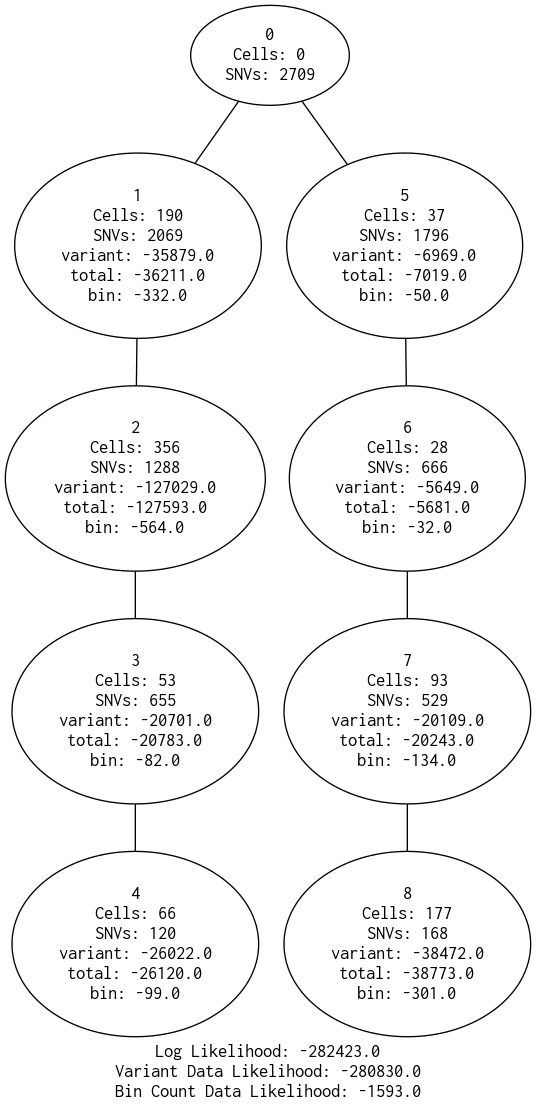 0
Cells: 0
SNVs: 2709
1
Cells: 190
SNVs: 2069
variant: -35879.0
total: -36211.0
bin: -332.0
5
Cells: 37
SNVs: 1796
variant: -6969.0
total: -7019.0
bin: -50.0
2
Cells: 356
SNVs: 1288
variant: -127029.0
total: -127593.0
bin: -564.0
6
Cells: 28
SNVs: 666
variant: -5649.0
total: -5681.0
bin: -32.0
3
Cells: 53
SNVs: 655
variant: -20701.0
total: -20783.0
bin: -82.0
7
Cells: 93
SNVs: 529
variant: -20109.0
total: -20243.0
bin: -134.0
4
Cells: 66
SNVs: 120
variant: -26022.0
total: -26120.0
bin: -99.0
8
Cells: 177
SNVs: 168
variant: -38472.0
total: -38773.0
bin: -301.0
Log Likelihood: -282423.0
Variant Data Likelihood: -280830.0
Bin Count Data Likelihood: -1593.0